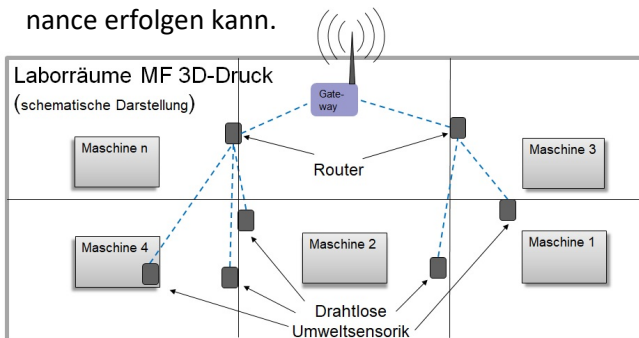 nance erfolgen kann.
Laborräume MF 3D-Druck
(schematische Darstellung)
Gate-
way
Maschine n
Router
Maschine 3
Maschine 4
Maschine 2
Maschine 1
Drahtlose
Umweltsensorik